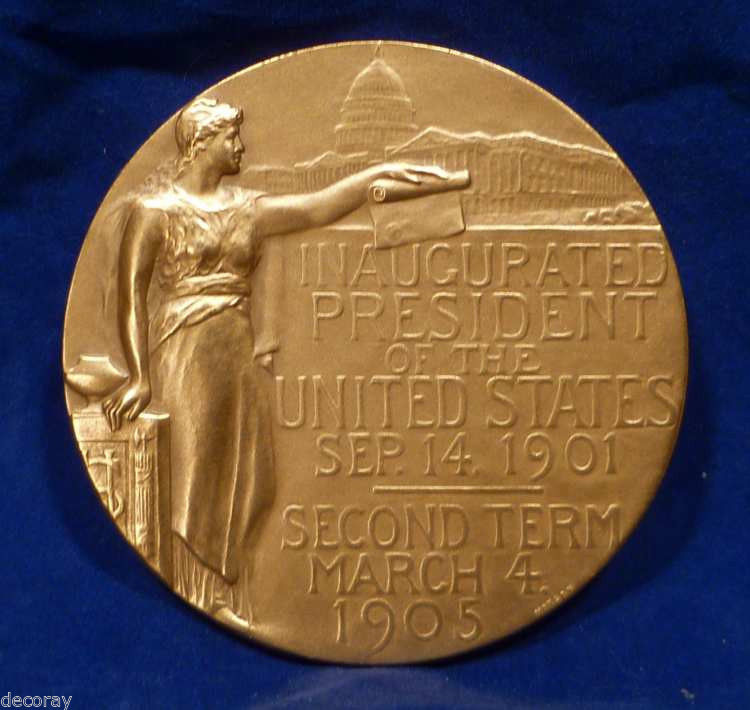 INAUGURATED
PRESIDENT
OF THE
UNITED STATES
SEP. 14. 1901
SECOND TERM
MARCH 4.
1905
decoray